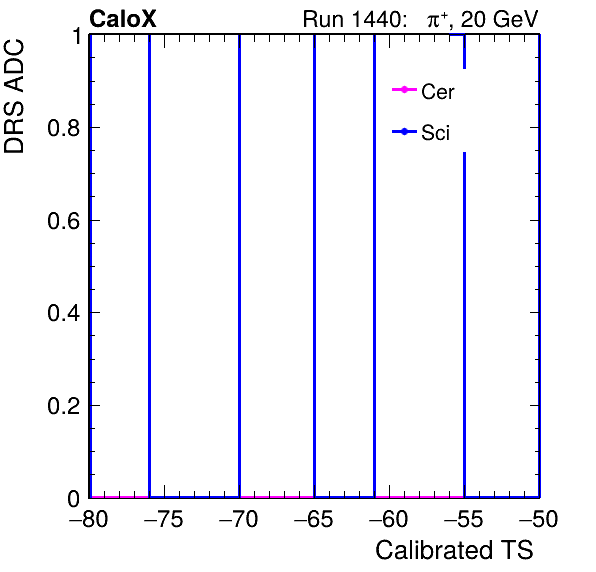 CaloX Run 1440: π⁺, 20 GeV
DRS ADC
1
0.8
0.6
0.4
0.2
0
Cer
Sci
−80 −75 −70 −65 −60 −55 −50
Calibrated TS